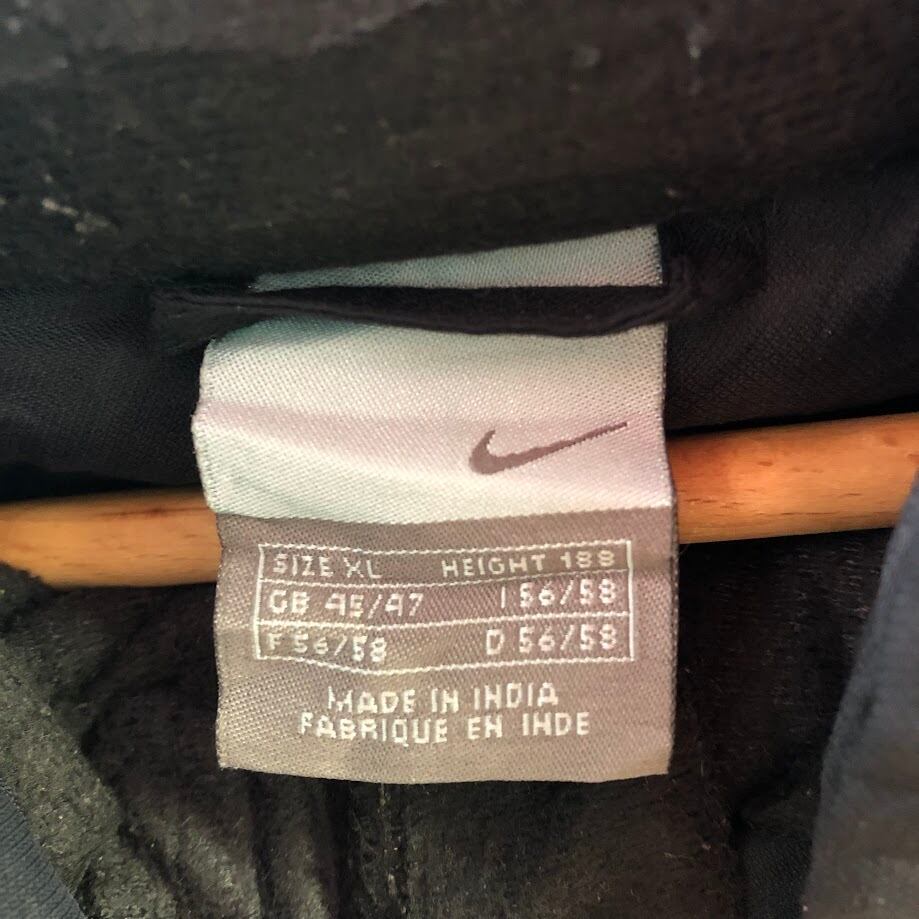 SIZE XL HEIGHT 188
GB 45/47 I 56/58
F 56/58 D 56/58
MADE IN INDIA
FABRIQUE EN INDE